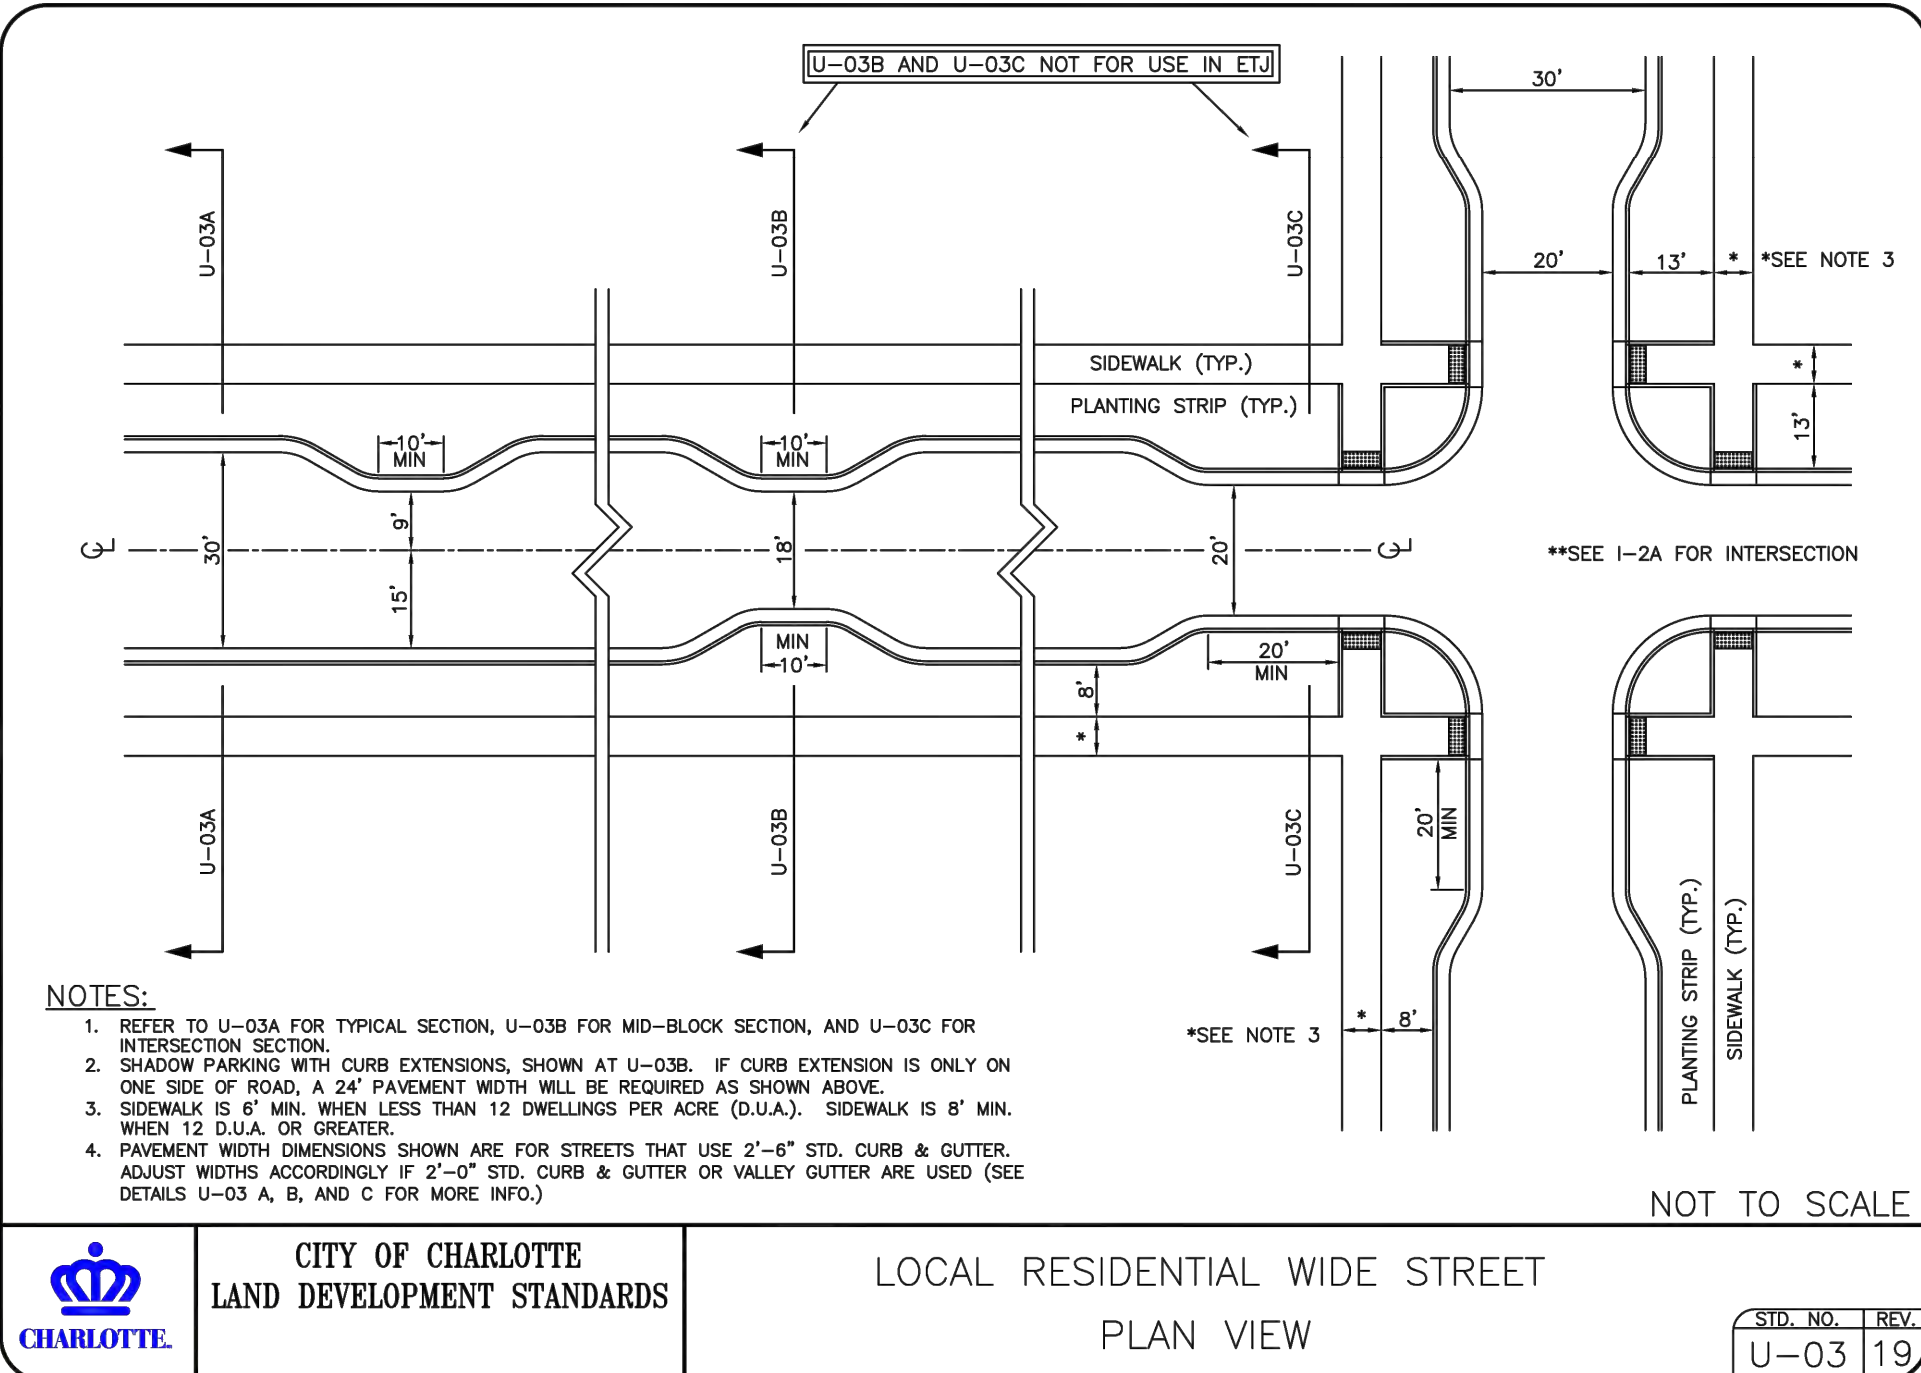 U-03B AND U-03C NOT FOR USE IN ETJ
30'
U-03A
U-03B
U-03C
20'
13'
*
*SEE NOTE 3
SIDEWALK (TYP.)
*
PLANTING STRIP (TYP.)
13'
10'
MIN
10'
MIN
9'
30'
15'
18'
20'
CL
CL
**SEE I-2A FOR INTERSECTION
MIN
10'
20'
MIN
8'
*
U-03A
U-03B
U-03C
20'
MIN
PLANTING STRIP (TYP.)
SIDEWALK (TYP.)
*SEE NOTE 3
*
8'
NOTES:
1. REFER TO U-03A FOR TYPICAL SECTION, U-03B FOR MID-BLOCK SECTION, AND U-03C FOR
INTERSECTION SECTION.
2. SHADOW PARKING WITH CURB EXTENSIONS, SHOWN AT U-03B. IF CURB EXTENSION IS ONLY ON
ONE SIDE OF ROAD, A 24' PAVEMENT WIDTH WILL BE REQUIRED AS SHOWN ABOVE.
3. SIDEWALK IS 6' MIN. WHEN LESS THAN 12 DWELLINGS PER ACRE (D.U.A.). SIDEWALK IS 8' MIN.
WHEN 12 D.U.A. OR GREATER.
4. PAVEMENT WIDTH DIMENSIONS SHOWN ARE FOR STREETS THAT USE 2'-6" STD. CURB & GUTTER.
ADJUST WIDTHS ACCORDINGLY IF 2'-0" STD. CURB & GUTTER OR VALLEY GUTTER ARE USED (SEE
DETAILS U-03 A, B, AND C FOR MORE INFO.)
NOT TO SCALE
CHARLOTTE.
CITY OF CHARLOTTE
LAND DEVELOPMENT STANDARDS
LOCAL RESIDENTIAL WIDE STREET
PLAN VIEW
STD. NO.
REV.
U-03
19